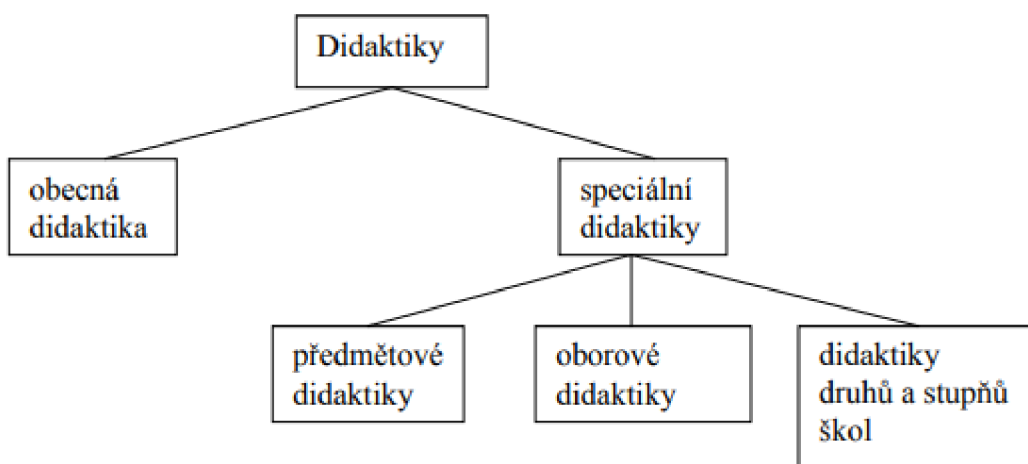 Didaktiky
obecná
didaktika
speciální
didaktiky
předmětové
didaktiky
oborové
didaktiky
didaktiky
druhů a stupňů
škol